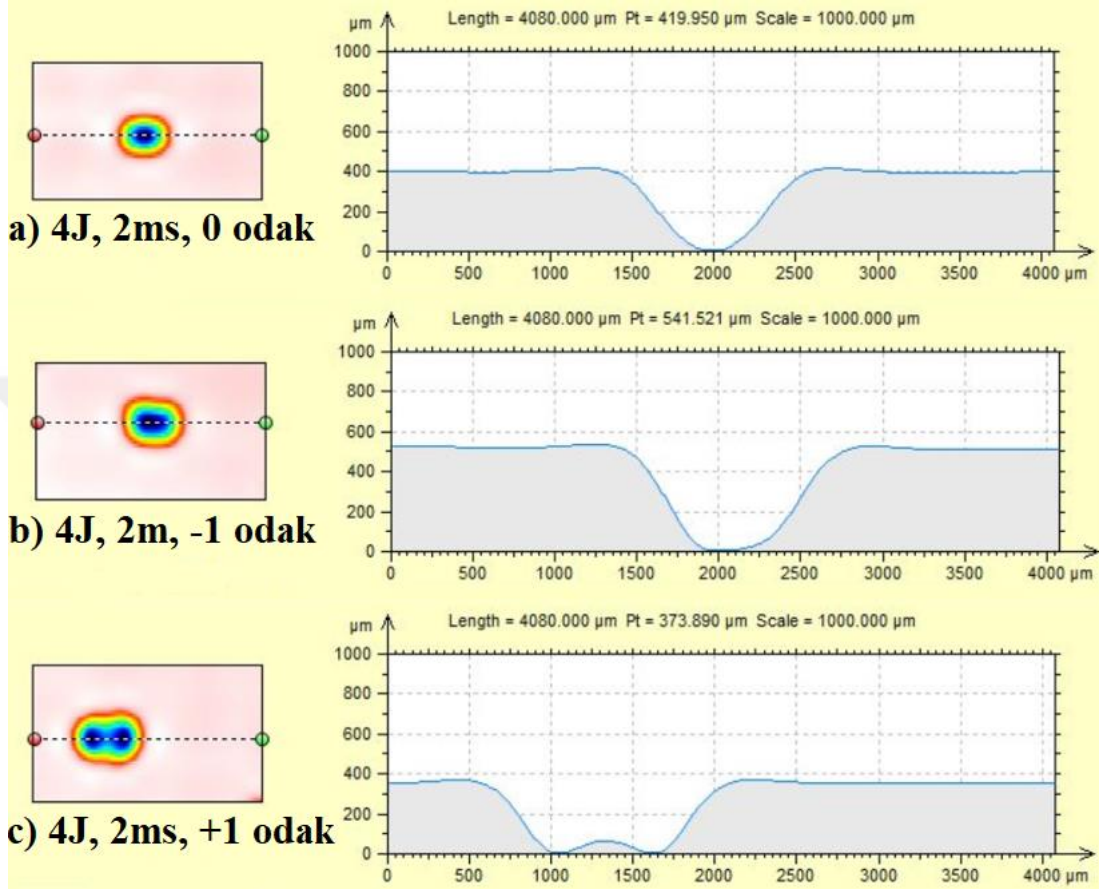 Length = 4080.000 µm Pt = 419.950 µm Scale = 1000.000 µm
µm
1000
800
600
400
200
0
0 500 1000 1500 2000 2500 3000 3500 4000 µm
a) 4J, 2ms, 0 odak
Length = 4080.000 µm Pt = 541.521 µm Scale = 1000.000 µm
µm
1000
800
600
400
200
0
0 500 1000 1500 2000 2500 3000 3500 4000 µm
b) 4J, 2m, -1 odak
Length = 4080.000 µm Pt = 373.890 µm Scale = 1000.000 µm
µm
1000
800
600
400
200
0
0 500 1000 1500 2000 2500 3000 3500 4000 µm
c) 4J, 2ms, +1 odak